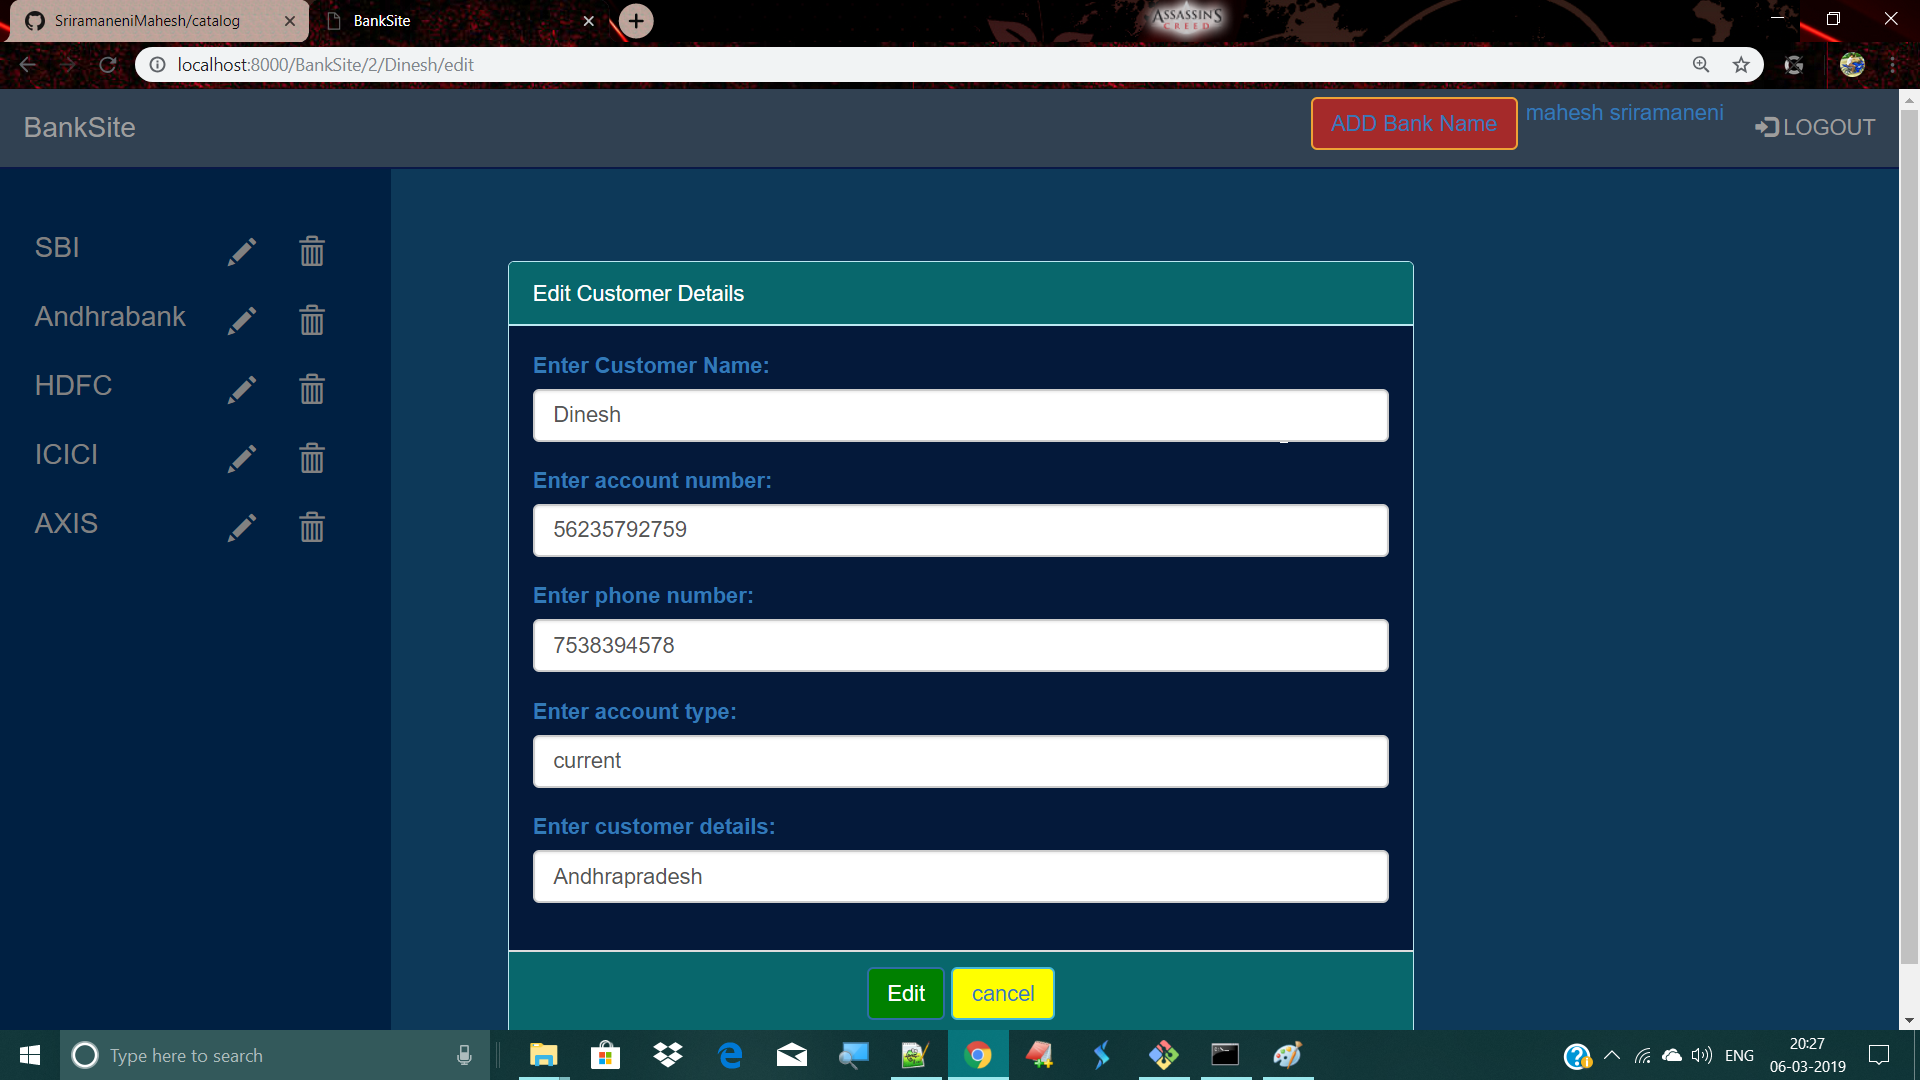 SriramaneniMahesh/catalog
BankSite
ASSASSIN'S
CREED
localhost:8000/BankSite/2/Dinesh/edit
BankSite
ADD Bank Name
mahesh sriramaneni
LOGOUT
SBI
Andhrabank
HDFC
ICICI
AXIS
Edit Customer Details
Enter Customer Name:
Dinesh
Enter account number:
56235792759
Enter phone number:
7538394578
Enter account type:
current
Enter customer details:
Andhrapradesh
Edit
cancel
Type here to search
ENG
20:27
06-03-2019